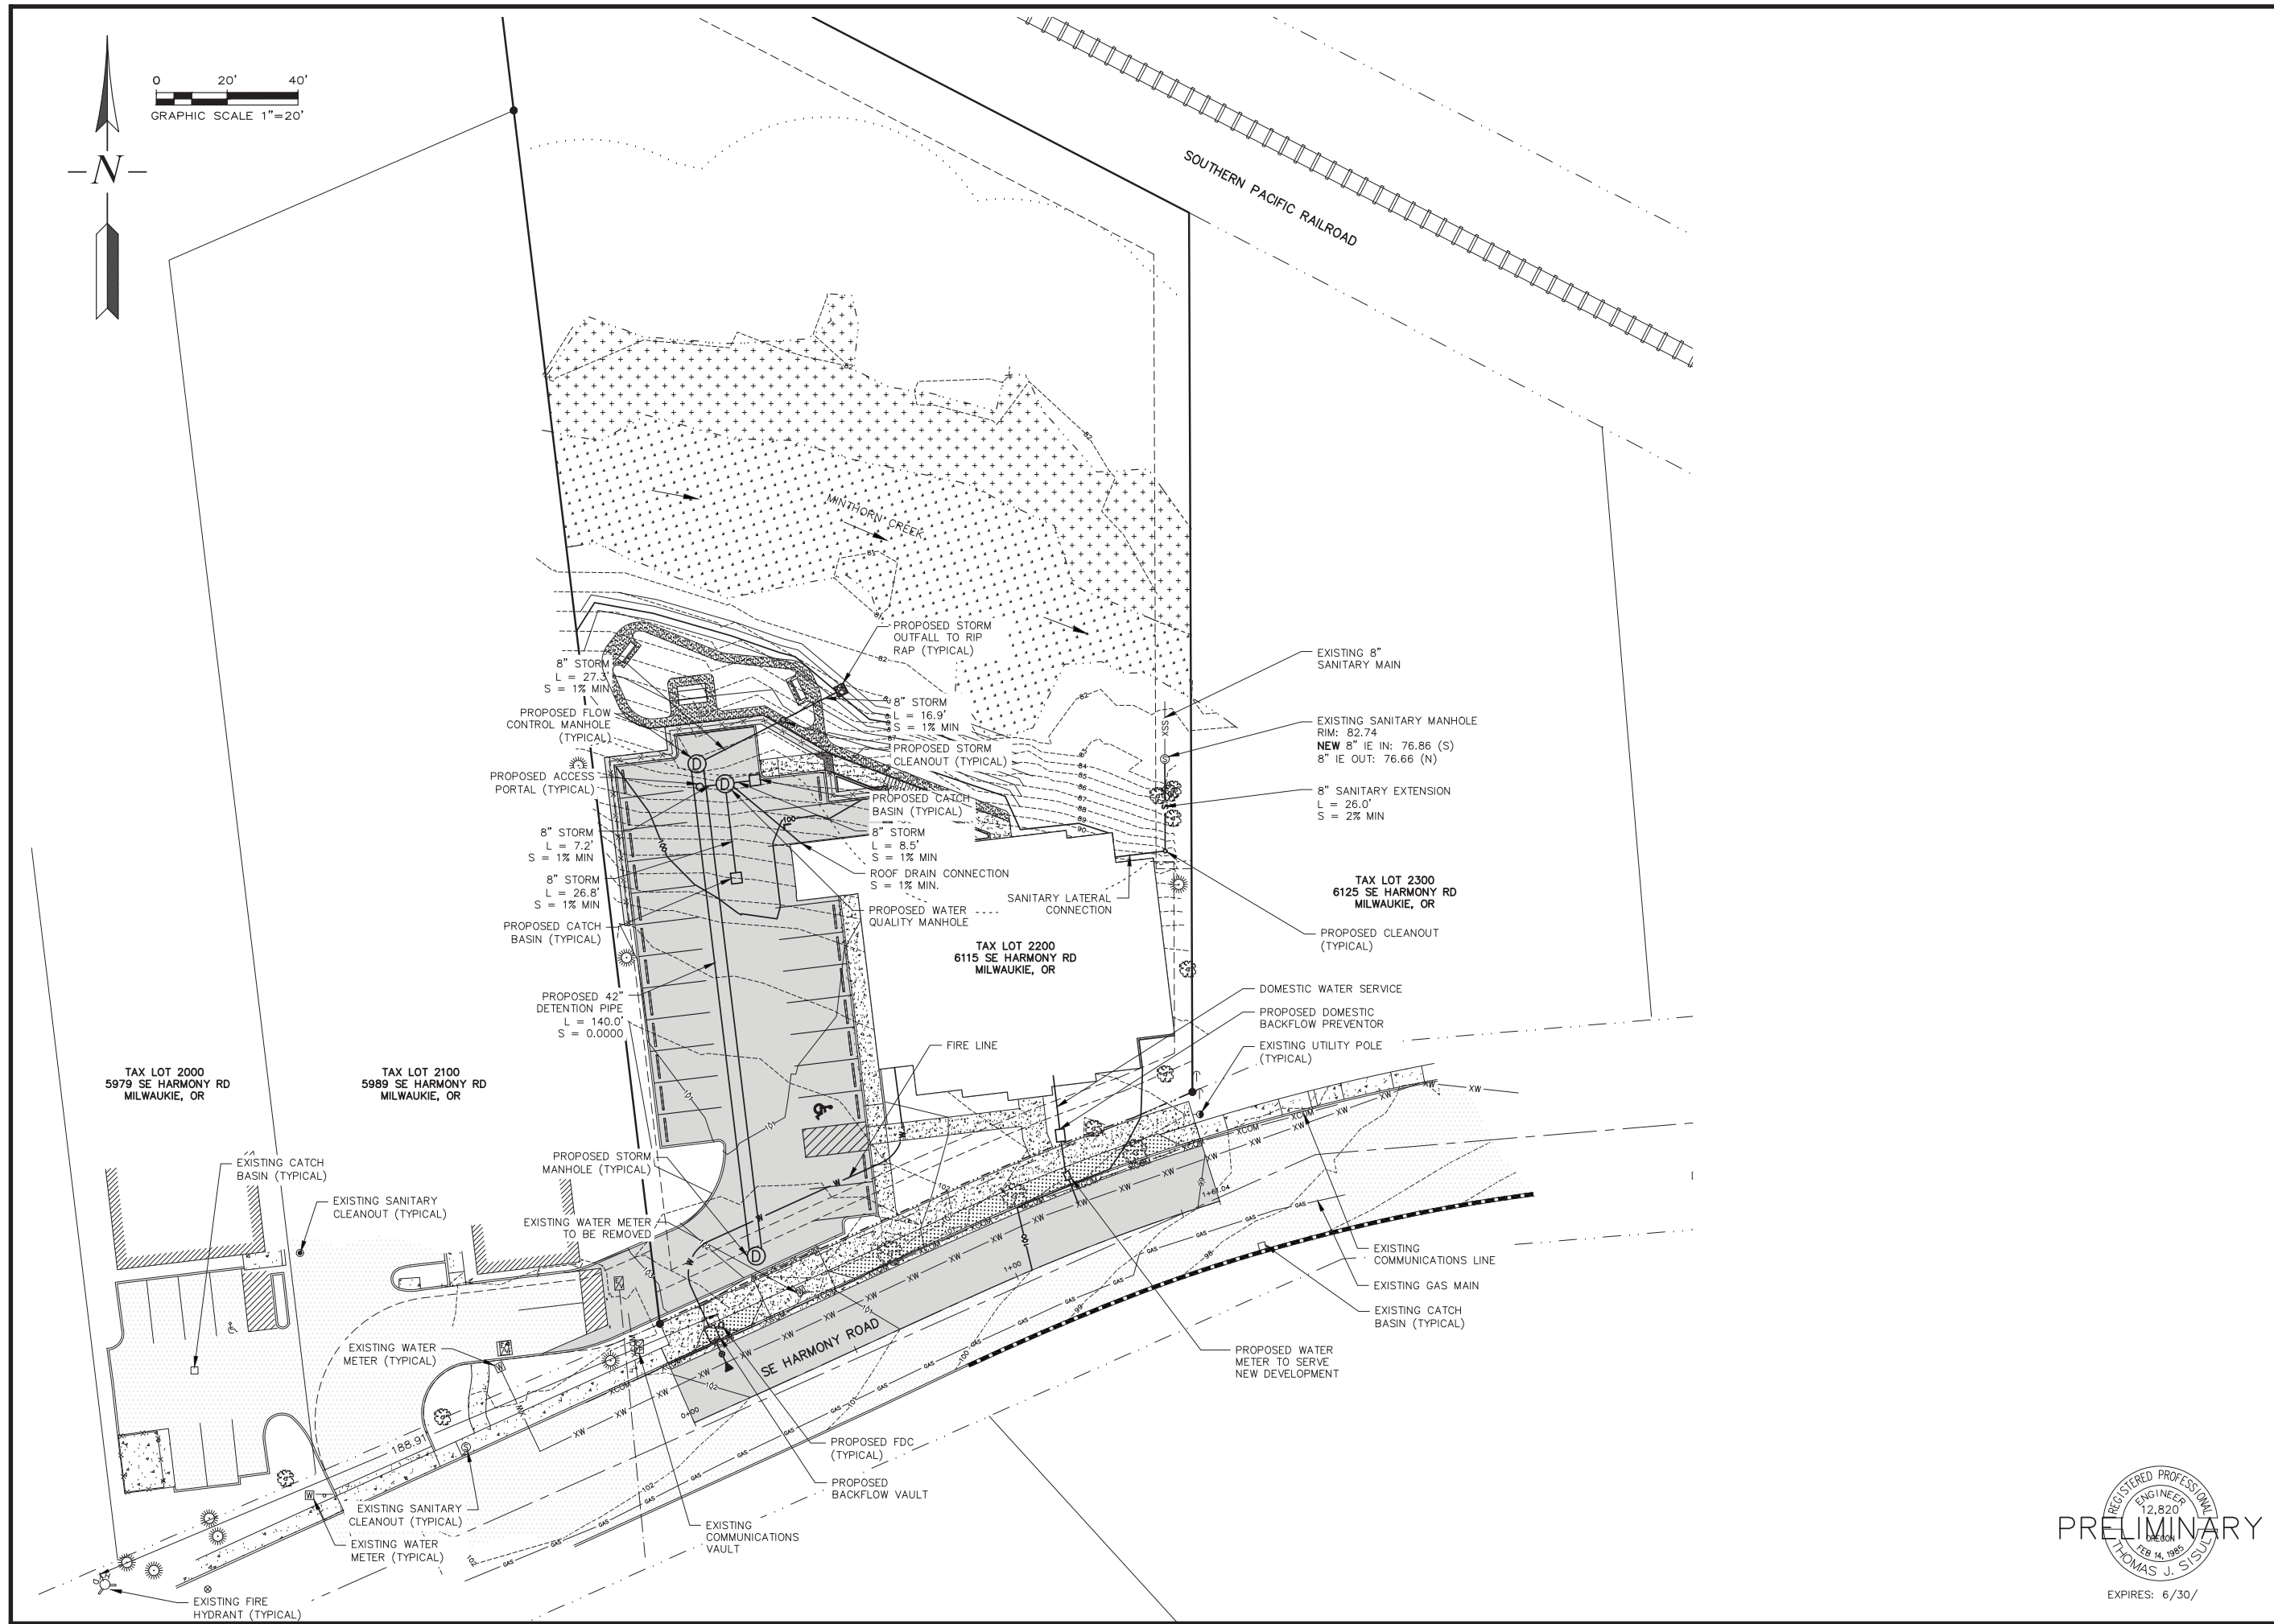 0 20' 40'
GRAPHIC SCALE 1"=20'
N
SOUTHERN PACIFIC RAILROAD
MINTHORN CREEK
PROPOSED STORM
OUTFALL TO RIP
RAP (TYPICAL)
8" STORM
L = 27.3'
S = 1% MIN
PROPOSED FLOW
CONTROL MANHOLE
(TYPICAL)
PROPOSED ACCESS
PORTAL (TYPICAL)
8" STORM
L = 7.2'
S = 1% MIN
8" STORM
L = 26.8'
S = 1% MIN
PROPOSED CATCH
BASIN (TYPICAL)
PROPOSED 42"
DETENTION PIPE
L = 140.0'
S = 0.0000
8" STORM
L = 16.9'
S = 1% MIN
PROPOSED STORM
CLEANOUT (TYPICAL)
PROPOSED CATCH
BASIN (TYPICAL)
8" STORM
L = 8.5'
S = 1% MIN
ROOF DRAIN CONNECTION
S = 1% MIN.
PROPOSED WATER
QUALITY MANHOLE
SANITARY LATERAL
CONNECTION
EXISTING 8"
SANITARY MAIN
EXISTING SANITARY MANHOLE
RIM: 82.74
NEW 8" IE IN: 76.86 (S)
8" IE OUT: 76.66 (N)
8" SANITARY EXTENSION
L = 26.0'
S = 2% MIN
TAX LOT 2300
6125 SE HARMONY RD
MILWAUKIE, OR
PROPOSED CLEANOUT
(TYPICAL)
TAX LOT 2200
6115 SE HARMONY RD
MILWAUKIE, OR
DOMESTIC WATER SERVICE
PROPOSED DOMESTIC
BACKFLOW PREVENTOR
EXISTING UTILITY POLE
(TYPICAL)
FIRE LINE
TAX LOT 2000
5979 SE HARMONY RD
MILWAUKIE, OR
TAX LOT 2100
5989 SE HARMONY RD
MILWAUKIE, OR
EXISTING CATCH
BASIN (TYPICAL)
EXISTING SANITARY
CLEANOUT (TYPICAL)
PROPOSED STORM
MANHOLE (TYPICAL)
EXISTING WATER METER
TO BE REMOVED
EXISTING WATER
METER (TYPICAL)
188.91
SE HARMONY ROAD
0+00
1+00
EXISTING
COMMUNICATIONS LINE
EXISTING GAS MAIN
EXISTING CATCH
BASIN (TYPICAL)
PROPOSED WATER
METER TO SERVE
NEW DEVELOPMENT
PROPOSED FDC
(TYPICAL)
PROPOSED
BACKFLOW VAULT
EXISTING
COMMUNICATIONS
VAULT
EXISTING SANITARY
CLEANOUT (TYPICAL)
EXISTING WATER
METER (TYPICAL)
EXISTING FIRE
HYDRANT (TYPICAL)
REGISTERED PROFESSIONAL
ENGINEER
12,820
PRELIMINARY
OREGON
FEB 14, 1985
THOMAS J. SISUL
EXPIRES: 6/30/